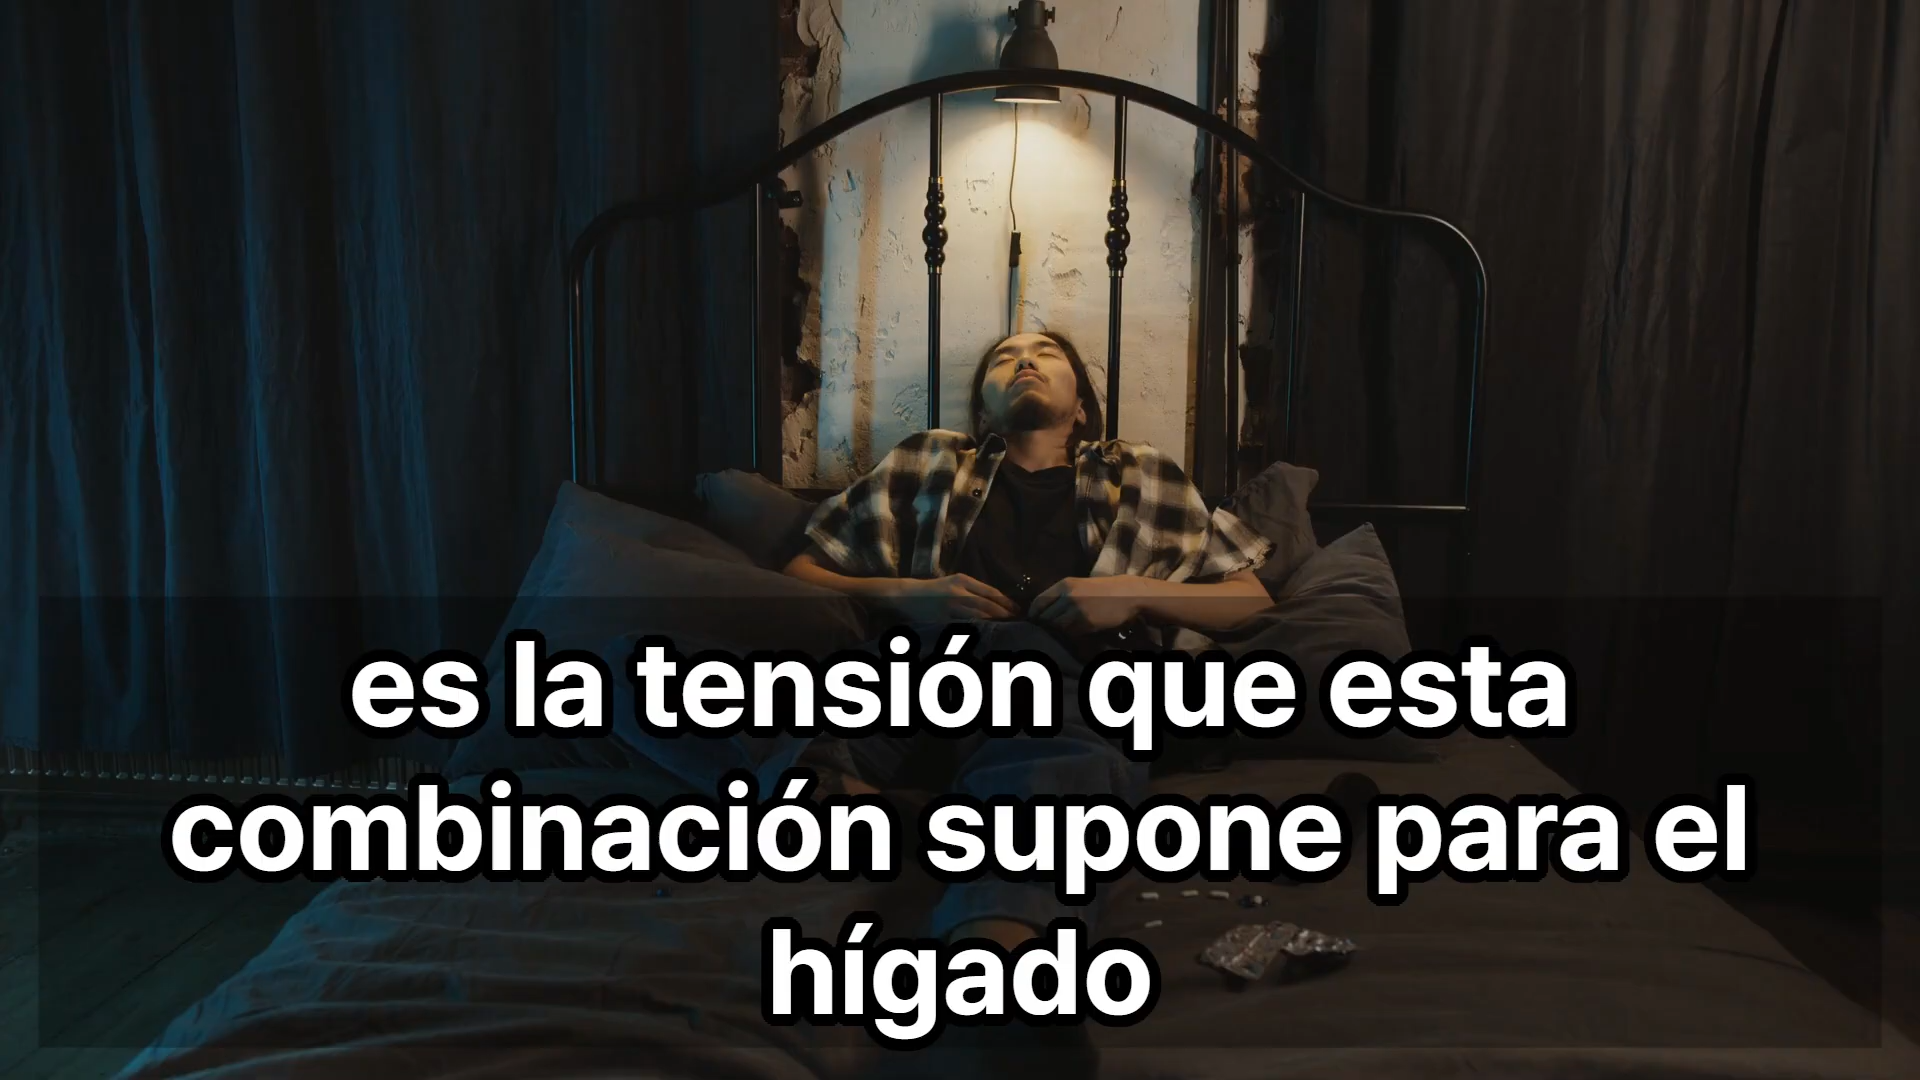 es la tensión que esta
combinación supone para el
hígado